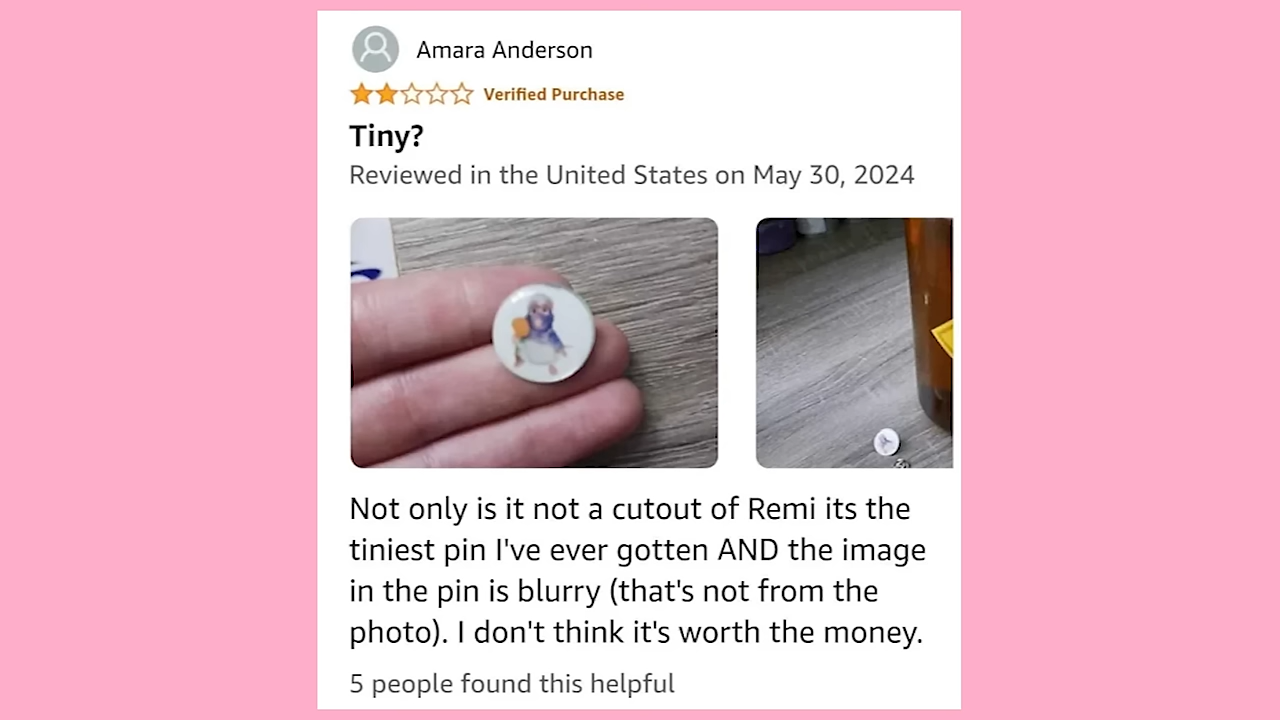 Amara Anderson
Verified Purchase
Tiny?
Reviewed in the United States on May 30, 2024
Not only is it not a cutout of Remi its the
tiniest pin I've ever gotten AND the image
in the pin is blurry (that's not from the
photo). I don't think it's worth the money.
5 people found this helpful